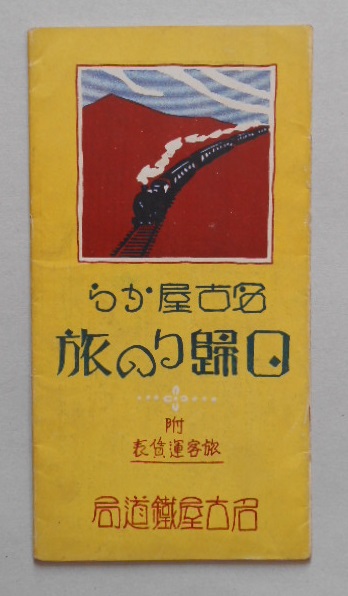 名古屋から
日歸りの旅
附
旅客運賃表
名古屋鐵道局